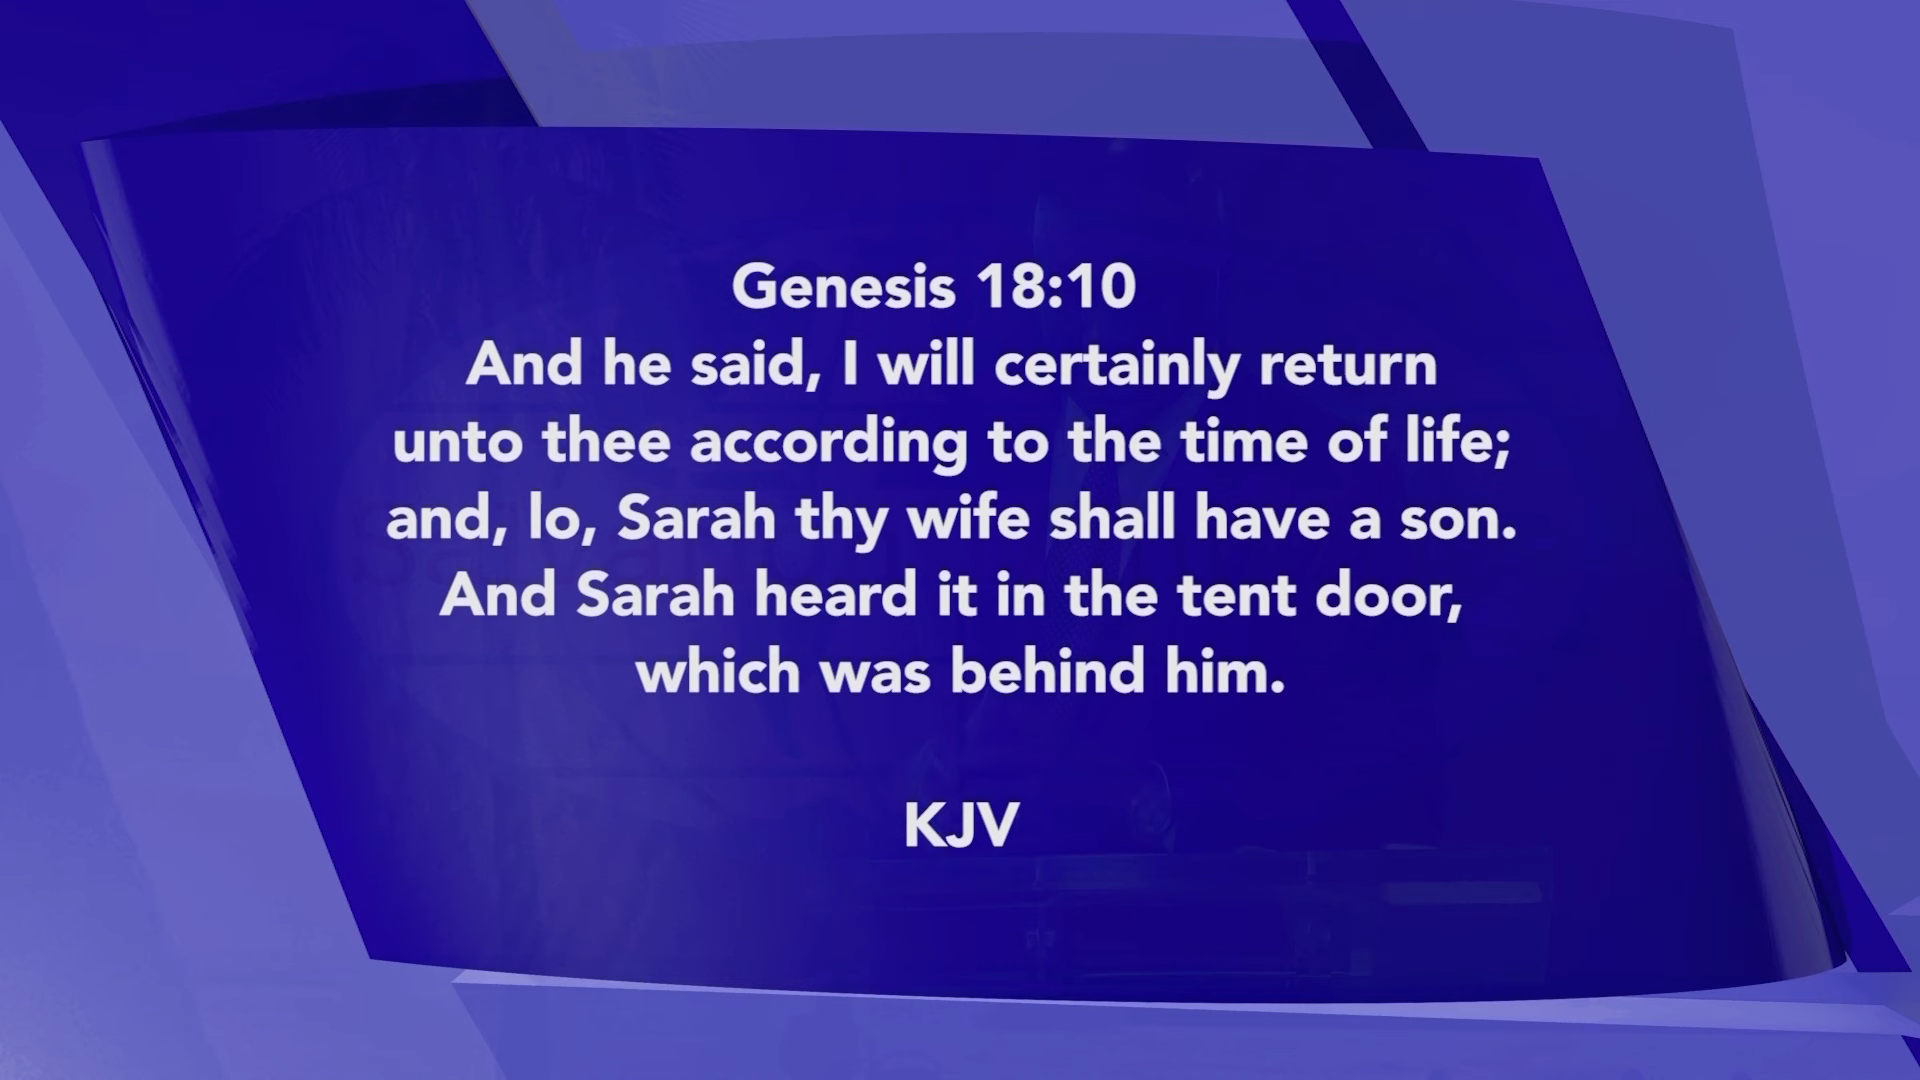 Genesis 18:10
And he said, I will certainly return
unto thee according to the time of life;
and, lo, Sarah thy wife shall have a son.
And Sarah heard it in the tent door,
which was behind him.
KJV